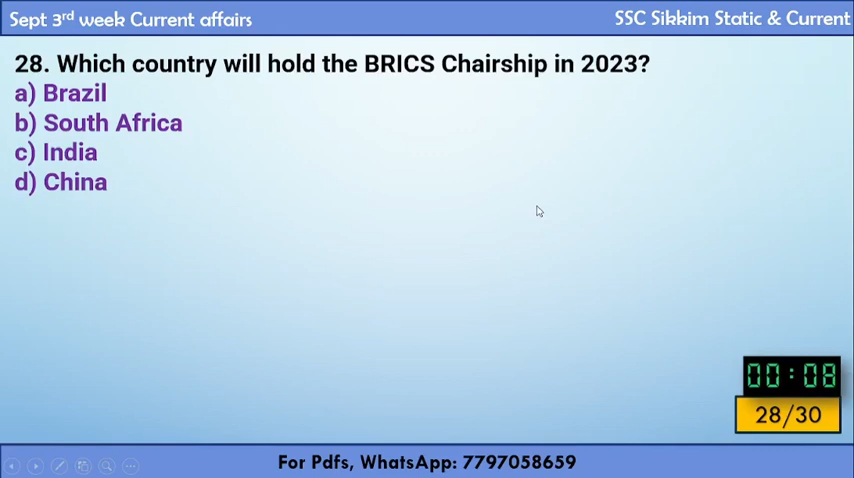 Sept 3rd week Current affairs
SSC Sikkim Static & Current
28. Which country will hold the BRICS Chairship in 2023?
a) Brazil
b) South Africa
c) India
d) China
00:08
28/30
For Pdfs, WhatsApp: 7797058659